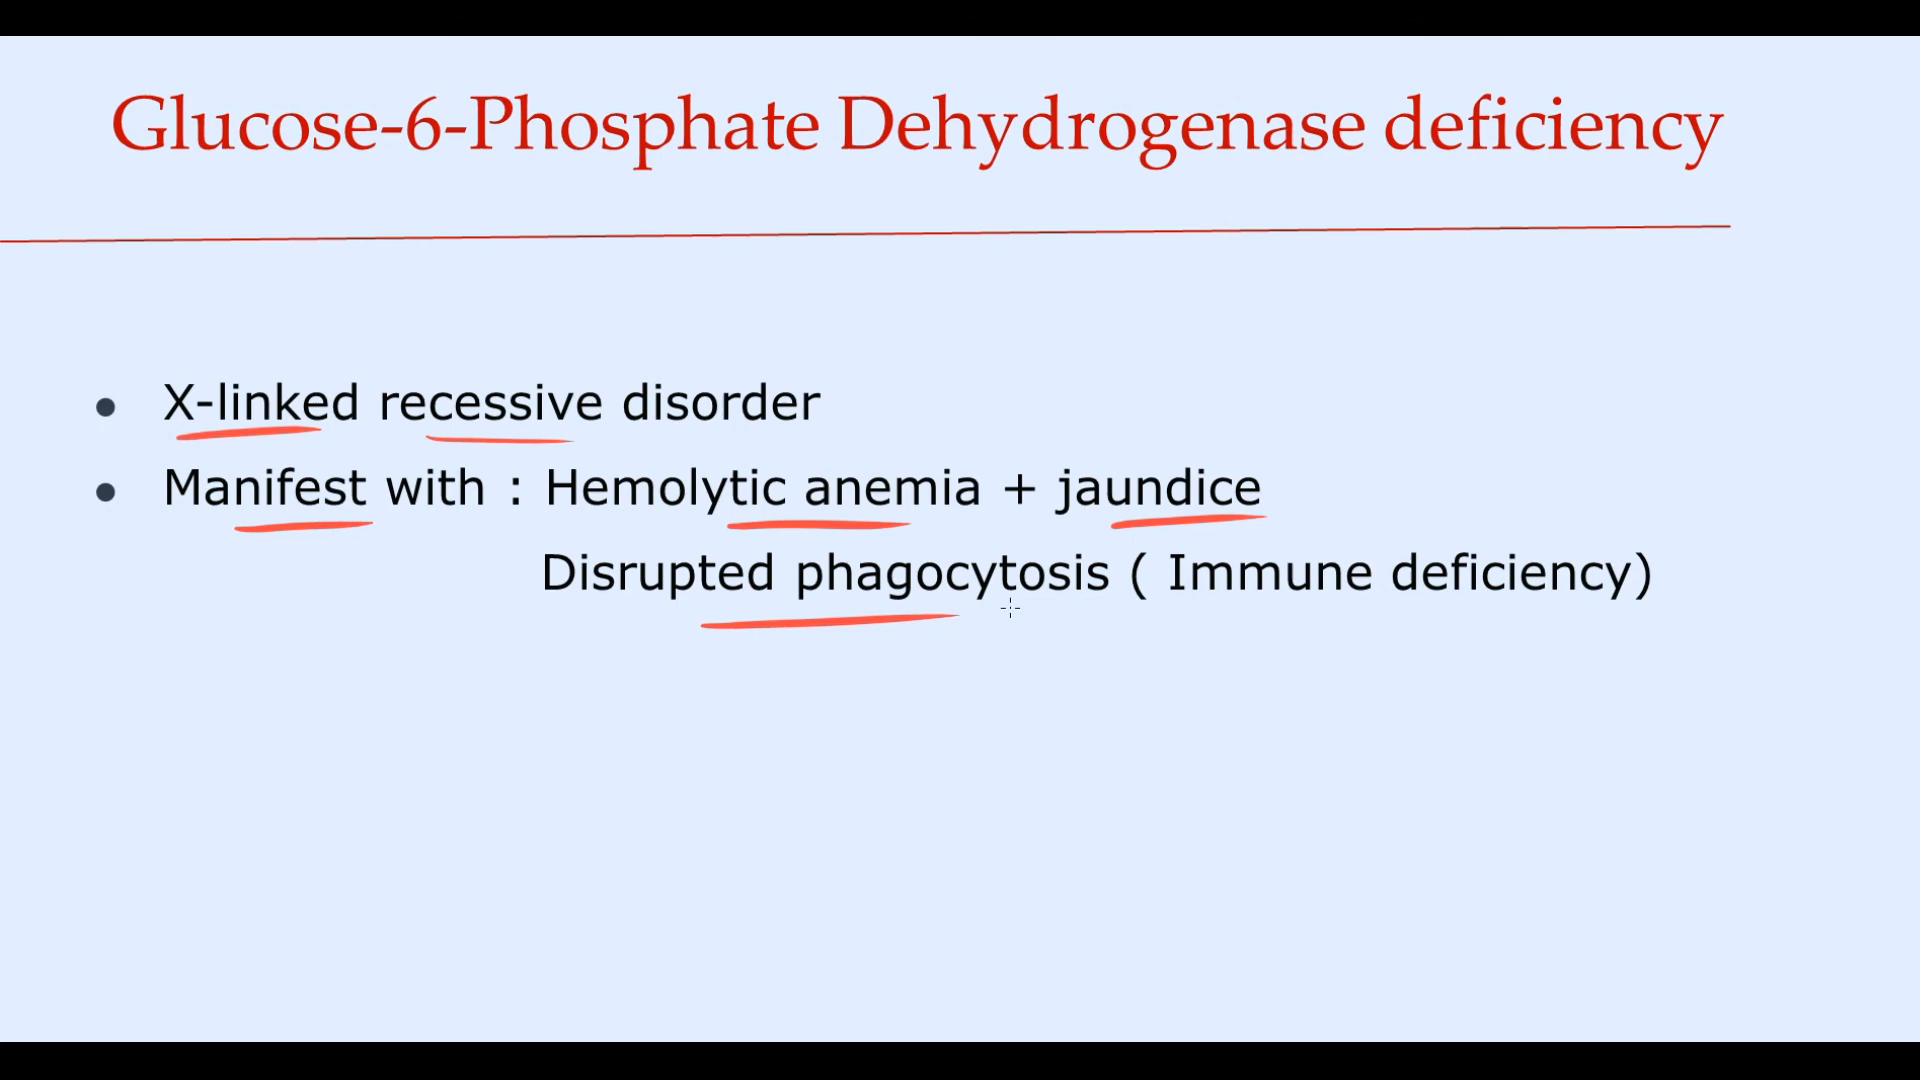 Glucose-6-Phosphate Dehydrogenase deficiency
• X-linked recessive disorder
• Manifest with : Hemolytic anemia + jaundice
Disrupted phagocytosis ( Immune deficiency)